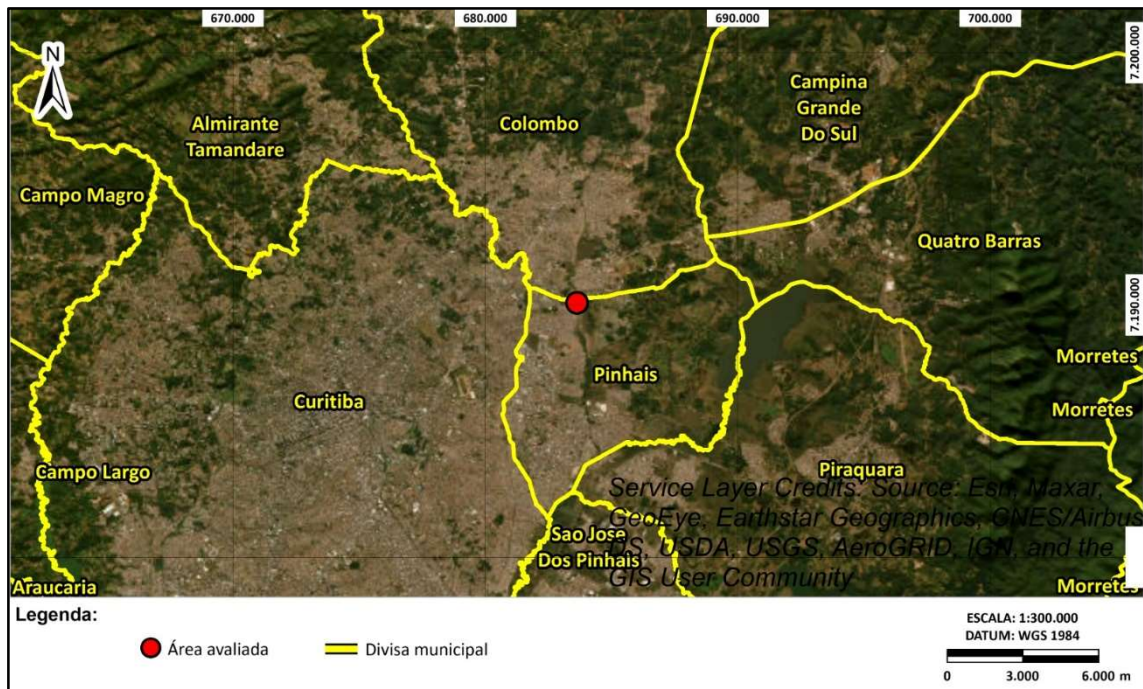 670.000
680.000
690.000
700.000
7.200.000
N
Campina
Grande
Do Sul
Almirante
Tamandare
Colombo
Campo Magro
Quatro Barras
7.190.000
Morretes
Pinhais
Curitiba
Morretes
Campo Largo
Piraquara
Service Layer Credits: Source: Esri, Maxar,
GeoEye, Earthstar Geographics, CNES/Airbus
DS, USDA, USGS, AeroGRID, IGN, and the
GIS User Community
Sao Jose
Dos Pinhais
Araucaria
Morretes
Legenda:
Área avaliada
Divisa municipal
ESCALA: 1:300.000
DATUM: WGS 1984
0 3.000 6.000 m